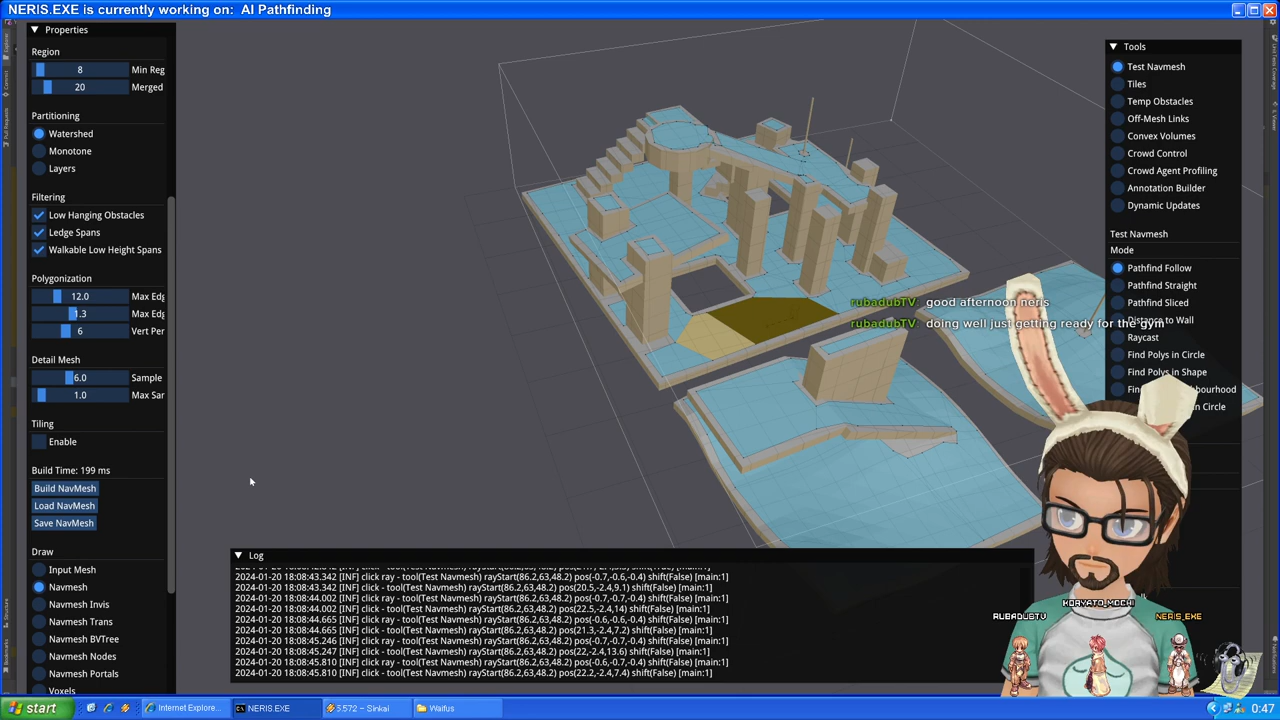 NERIS.EXE is currently working on: AI Pathfinding
Properties
Region
8 Min Reg
20 Merged
Partitioning
Watershed
Monotone
Layers
Filtering
Low Hanging Obstacles
Ledge Spans
Walkable Low Height Spans
Polygonization
12.0 Max Edg
1.3 Max Edg
6 Vert Per
Detail Mesh
6.0 Sample
1.0 Max Sar
Tiling
Enable
Build Time: 199 ms
Build NavMesh
Load NavMesh
Save NavMesh
Draw
Input Mesh
Navmesh
Navmesh Invis
Navmesh Trans
Navmesh BVTree
Navmesh Nodes
Navmesh Portals
Voxels
Tools
Test Navmesh
Tiles
Temp Obstacles
Off-Mesh Links
Convex Volumes
Crowd Control
Crowd Agent Profiling
Annotation Builder
Dynamic Updates
Test Navmesh
Mode
Pathfind Follow
Pathfind Straight
Pathfind Sliced
Distance to Wall
Raycast
Find Polys in Circle
Find Polys in Shape
rubadubTV: good afternoon neris
rubadubTV: doing well just getting ready for the gym
Log
2024-01-20 18:08:43.342 [INF] click ray - tool(Test Navmesh) rayStart(86.2,63,48.2) pos(-0.7,-0.6,-0.4) shift(False) [main:1]
2024-01-20 18:08:43.342 [INF] click - tool(Test Navmesh) rayStart(86.2,63,48.2) pos(20.5,-2.4,9.1) shift(False) [main:1]
2024-01-20 18:08:44.002 [INF] click ray - tool(Test Navmesh) rayStart(86.2,63,48.2) pos(-0.7,-0.7,-0.4) shift(False) [main:1]
2024-01-20 18:08:44.002 [INF] click - tool(Test Navmesh) rayStart(86.2,63,48.2) pos(22.5,-2.4,14) shift(False) [main:1]
2024-01-20 18:08:44.665 [INF] click ray - tool(Test Navmesh) rayStart(86.2,63,48.2) pos(-0.6,-0.6,-0.4) shift(False) [main:1]
2024-01-20 18:08:44.665 [INF] click - tool(Test Navmesh) rayStart(86.2,63,48.2) pos(21.3,-2.4,7.2) shift(False) [main:1]
2024-01-20 18:08:45.246 [INF] click ray - tool(Test Navmesh) rayStart(86.2,63,48.2) pos(-0.7,-0.7,-0.4) shift(False) [main:1]
2024-01-20 18:08:45.247 [INF] click - tool(Test Navmesh) rayStart(86.2,63,48.2) pos(22,-2.4,13.6) shift(False) [main:1]
2024-01-20 18:08:45.810 [INF] click ray - tool(Test Navmesh) rayStart(86.2,63,48.2) pos(-0.6,-0.6,-0.4) shift(False) [main:1]
2024-01-20 18:08:45.810 [INF] click - tool(Test Navmesh) rayStart(86.2,63,48.2) pos(22.2,-2.4,7.4) shift(False) [main:1]
RUBADUBTV
KORYATO_MOCHI
NERIS_EXE
start
Internet Explore...
NERIS.EXE
5.572 - Sinkai
Waifus
0:47